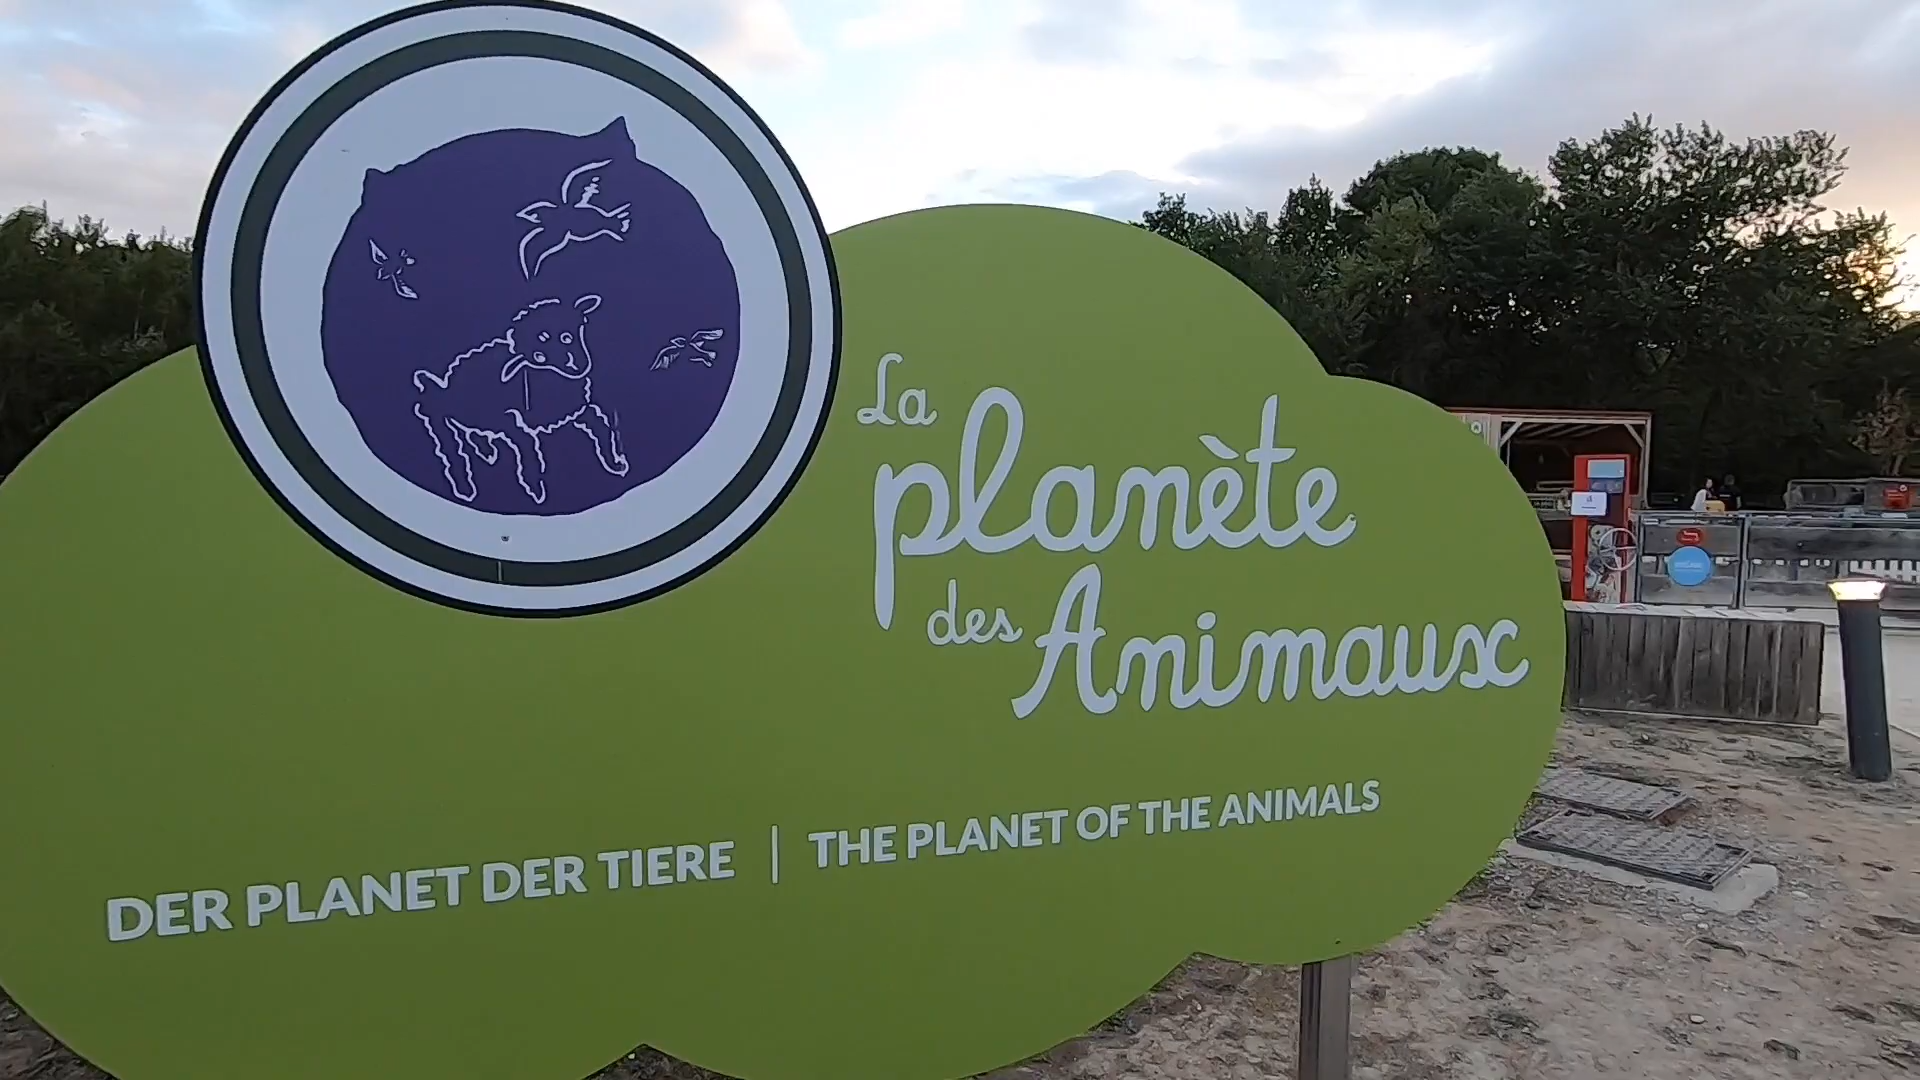 La
planète
des Animaux
DER PLANET DER TIERE | THE PLANET OF THE ANIMALS